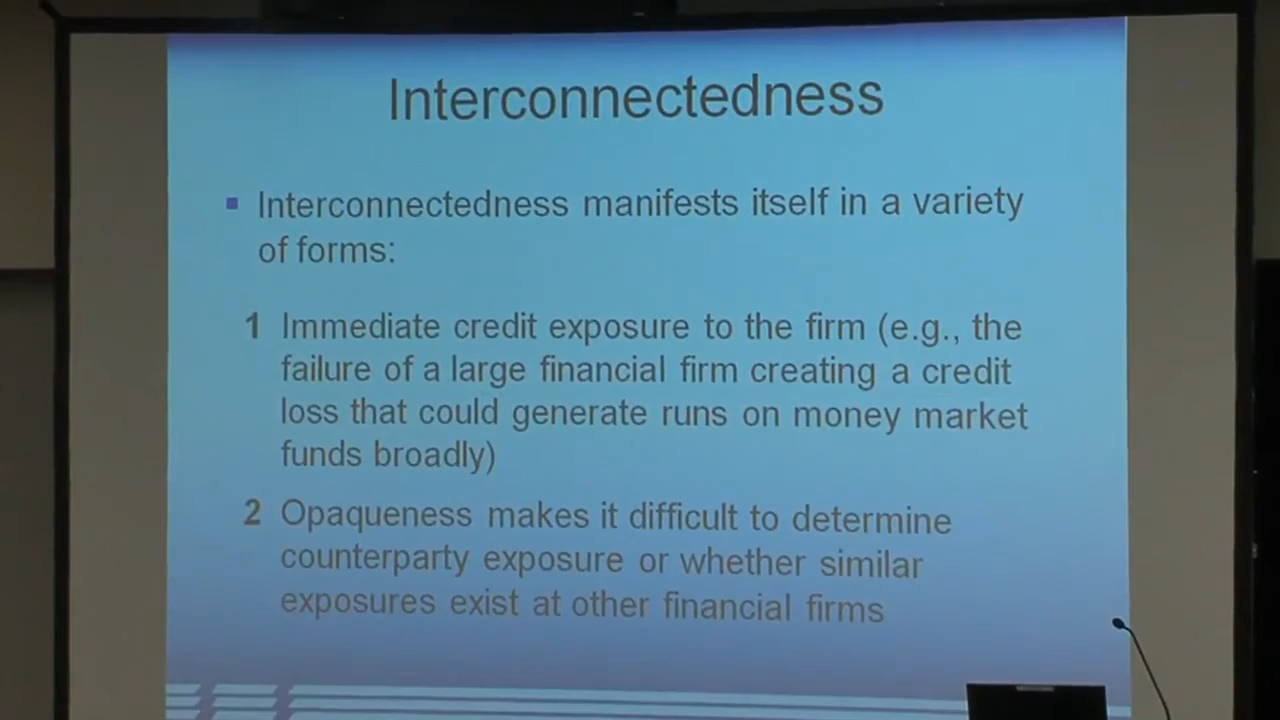 Interconnectedness
Interconnectedness manifests itself in a variety
of forms:
1 Immediate credit exposure to the firm (e.g., the
failure of a large financial firm creating a credit
loss that could generate runs on money market
funds broadly)
2 Opaqueness makes it difficult to determine
counterparty exposure or whether similar
exposures exist at other financial firms